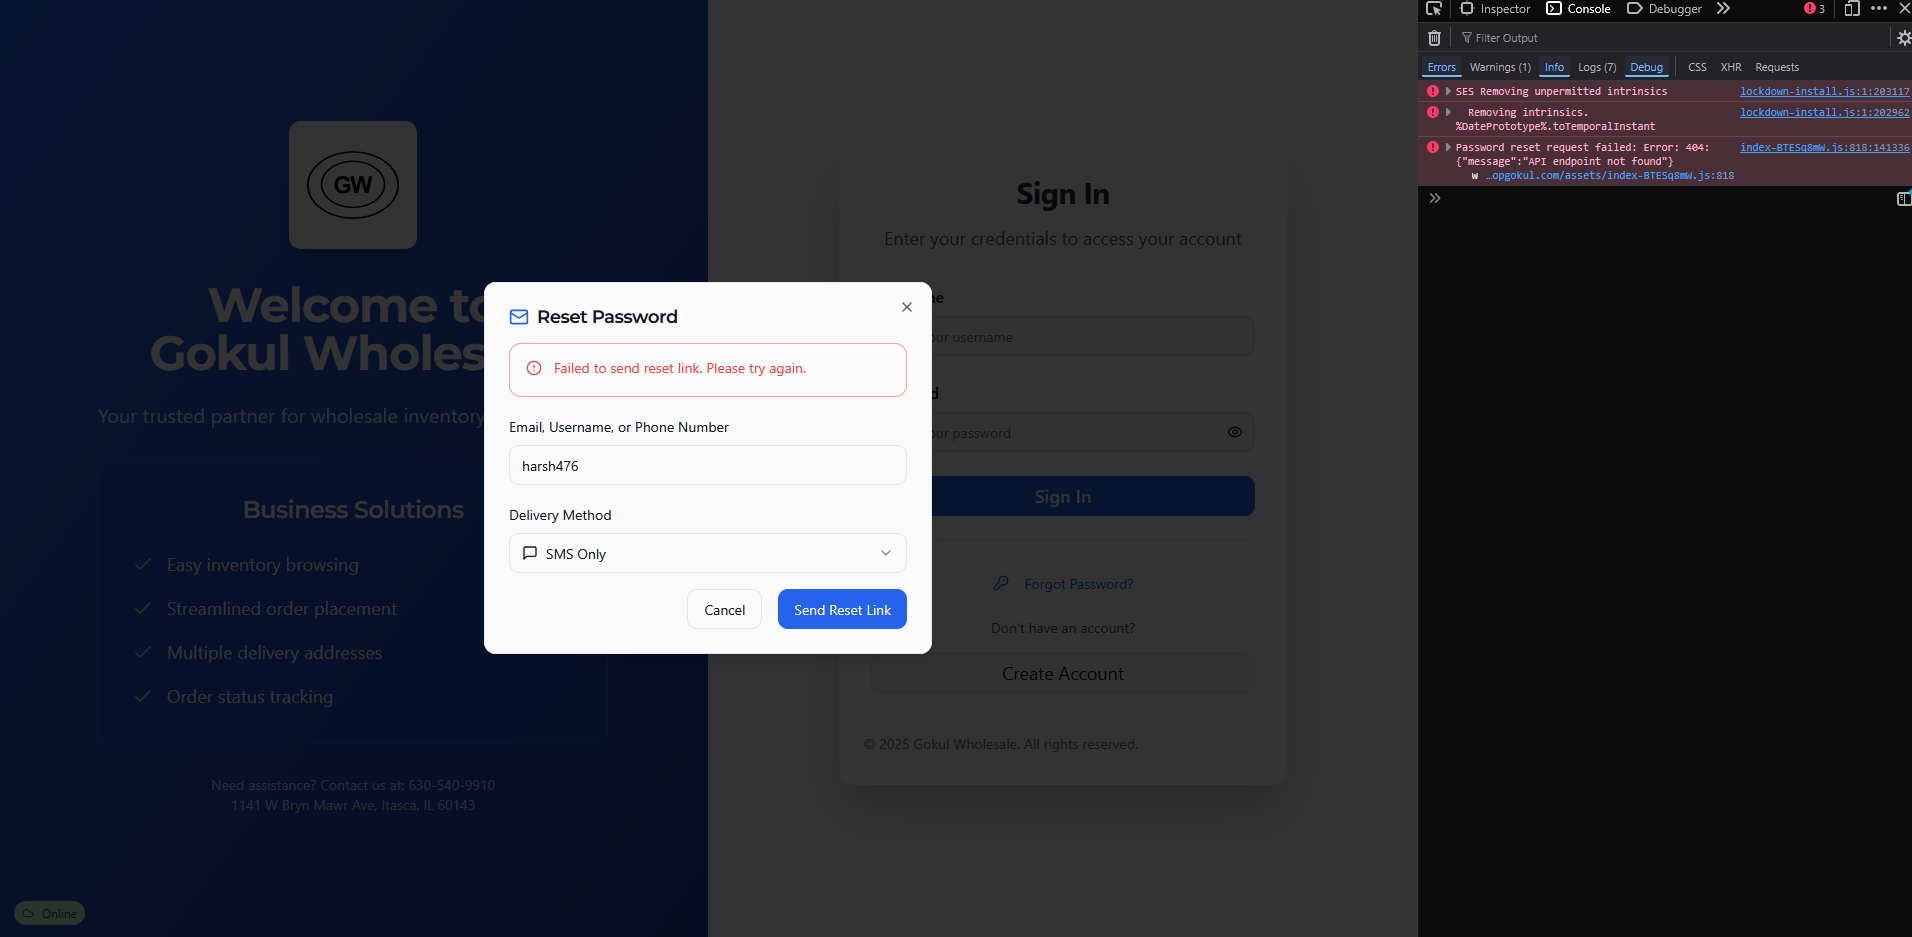 GW
Welcome to
Gokul Wholes
Your trusted partner for wholesale inventory
Business Solutions
Easy inventory browsing
Streamlined order placement
Multiple delivery addresses
Order status tracking
Need assistance? Contact us at: 630-540-9910
1141 W Bryn Mawr Ave, Itasca, IL 60143
Online
Reset Password
Failed to send reset link. Please try again.
Email, Username, or Phone Number
harsh476
Delivery Method
SMS Only
Cancel
Send Reset Link
Sign In
Enter your credentials to access your account
ne
our username
d
our password
Sign In
Forgot Password?
Don't have an account?
Create Account
© 2025 Gokul Wholesale. All rights reserved.
Inspector Console Debugger 3
Filter Output
Errors Warnings (1) Info Logs (7) Debug CSS XHR Requests
SES Removing unpermitted intrinsics lockdown-install.js:1:203117
Removing intrinsics. lockdown-install.js:1:202962
%DatePrototype%.toTemporalInstant
Password reset request failed: Error: 404: index-BTESq8mW.js:818:141336
{"message":"API endpoint not found"}
w …opgokul.com/assets/index-BTESq8mW.js:818